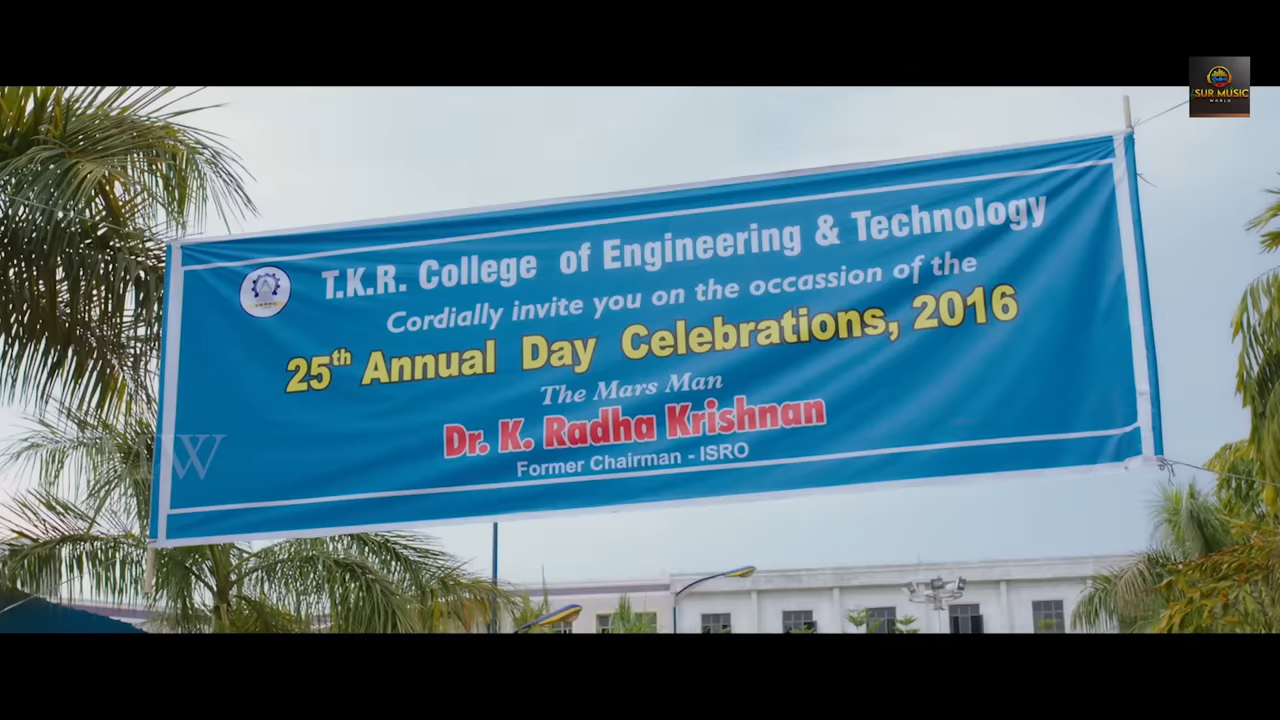 SUR MUSIC
WORLD
T.K.R. College of Engineering & Technology
Cordially invite you on the occassion of the
25th Annual Day Celebrations, 2016
The Mars Man
Dr. K. Radha Krishnan
Former Chairman - ISRO
W